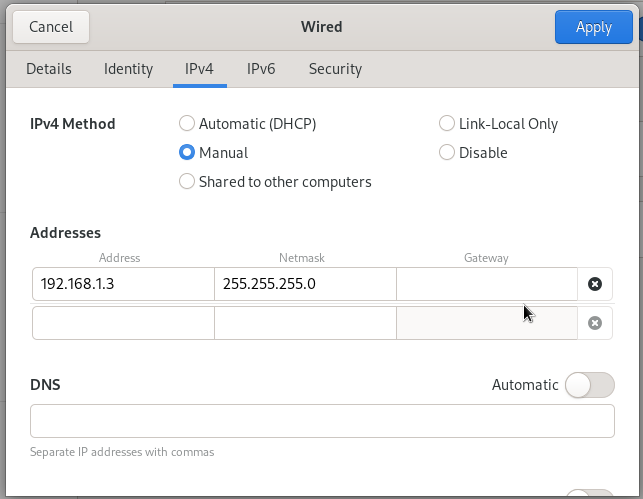 Cancel Wired Apply
Details Identity IPv4 IPv6 Security
IPv4 Method Automatic (DHCP) Link-Local Only
Manual Disable
Shared to other computers
Addresses
Address Netmask Gateway
192.168.1.3 255.255.255.0
DNS Automatic
Separate IP addresses with commas